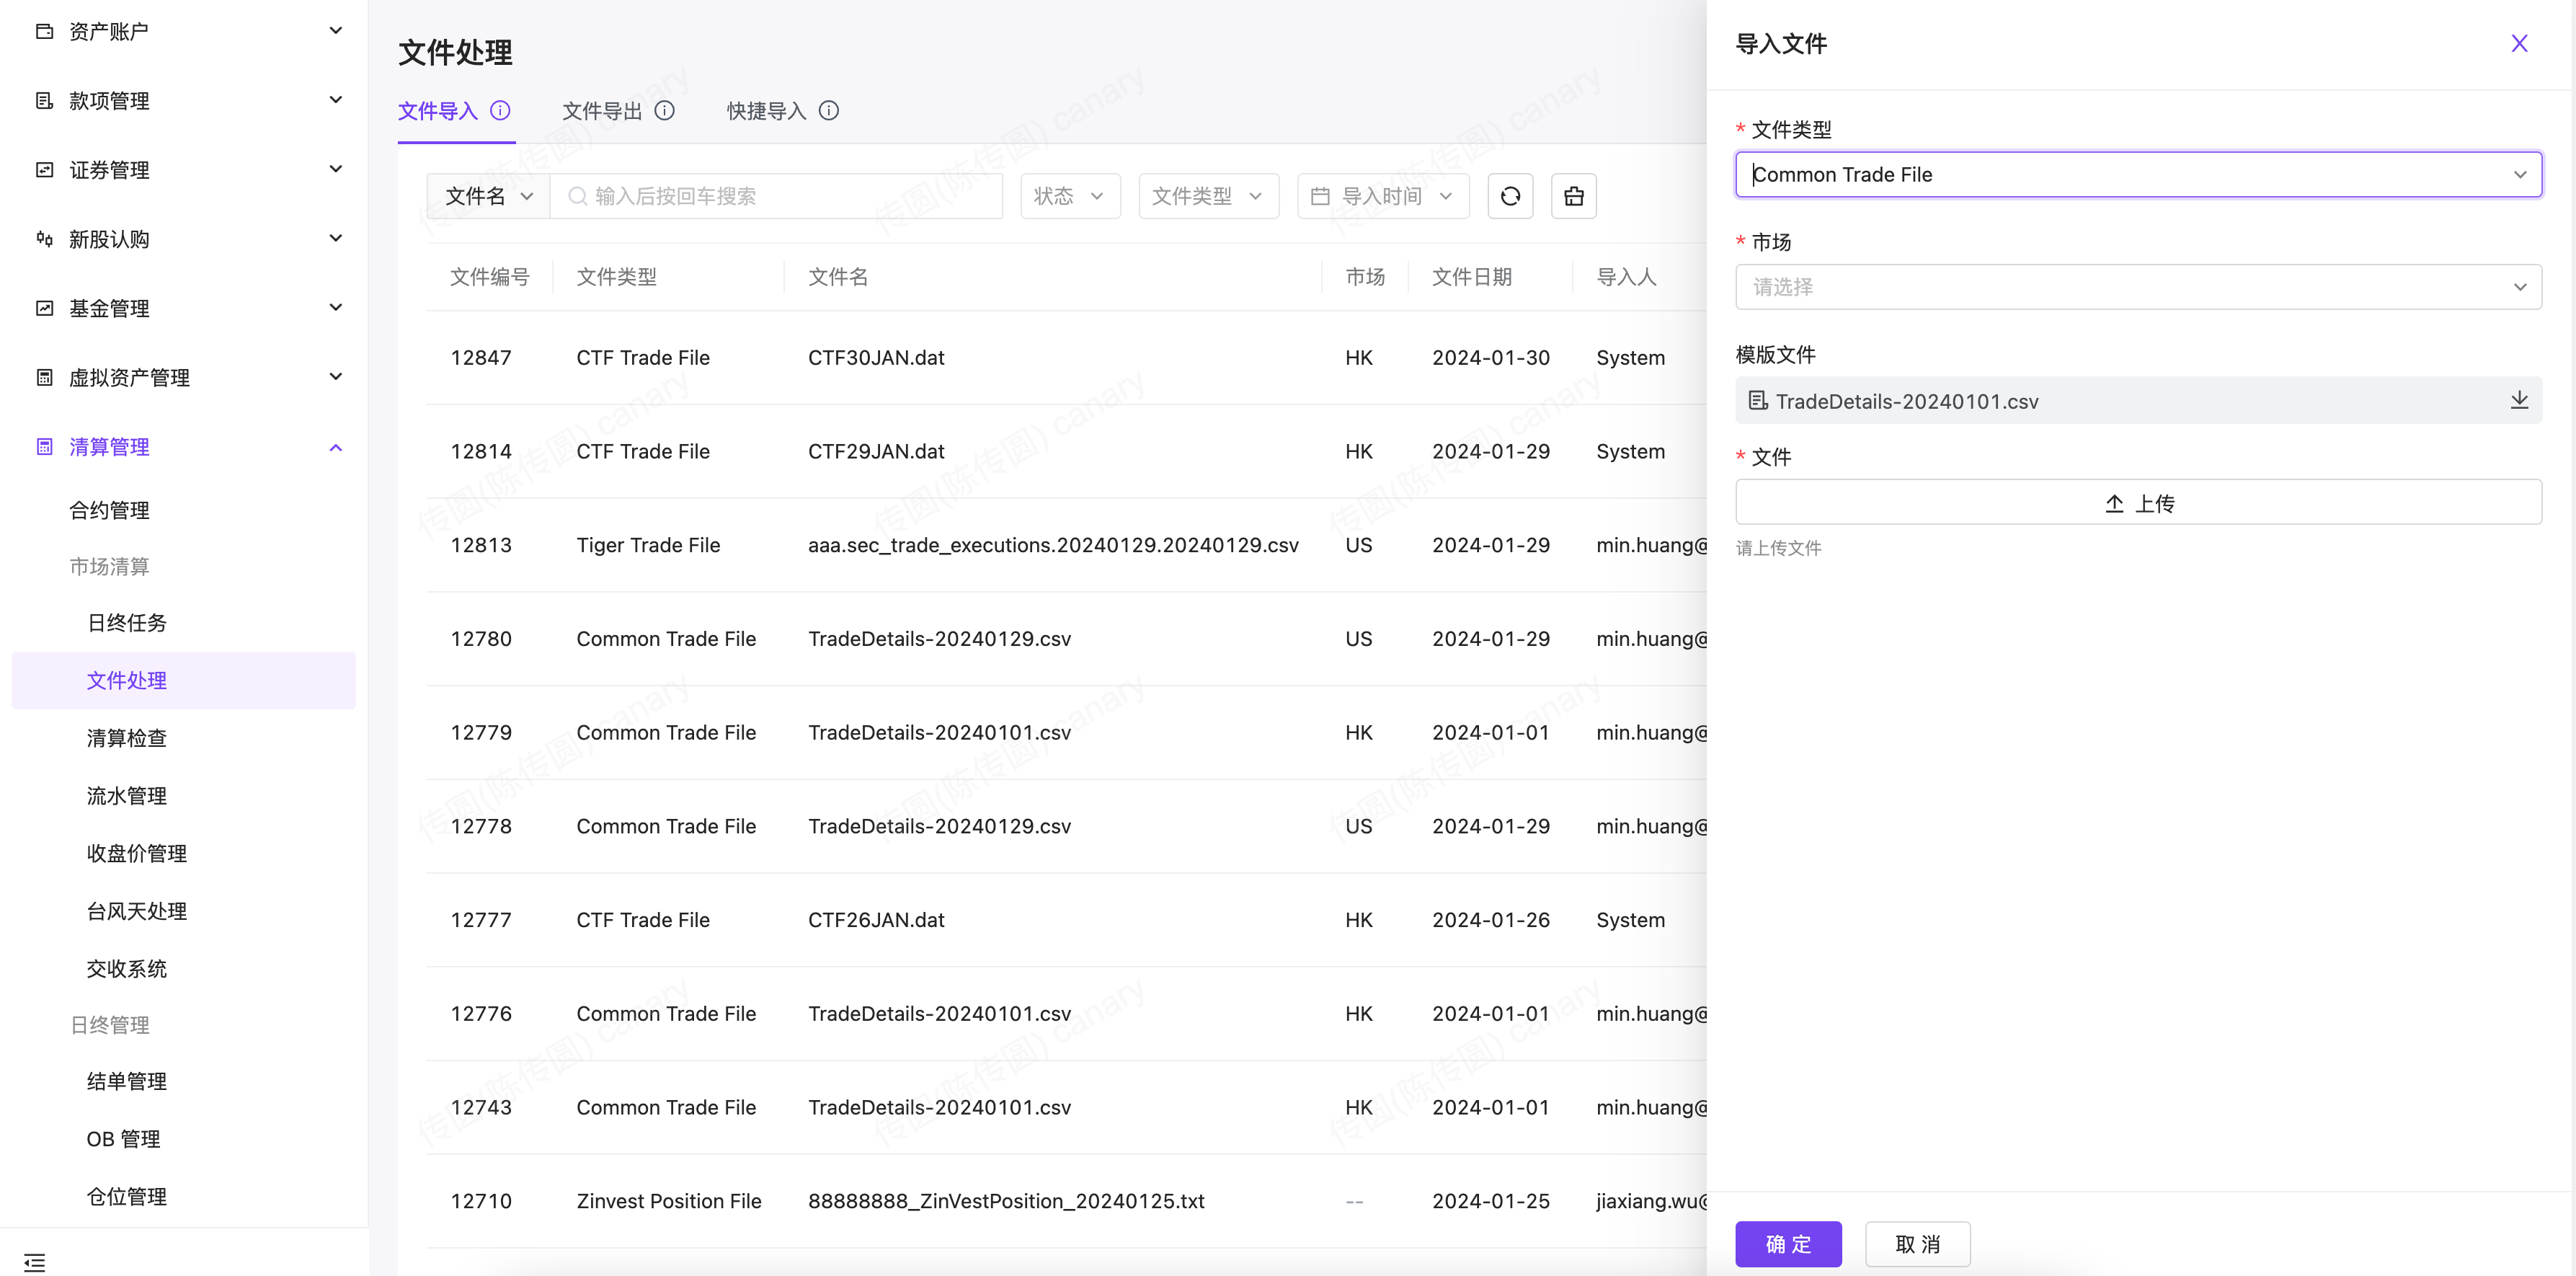 资产账户
款项管理
证券管理
新股认购
基金管理
虚拟资产管理
清算管理
合约管理
市场清算
日终任务
文件处理
清算检查
流水管理
收盘价管理
台风天处理
交收系统
日终管理
结单管理
OB 管理
仓位管理
文件处理
文件导入 文件导出 快捷导入
文件名 输入后按回车搜索 状态 文件类型 导入时间
文件编号 文件类型 文件名 市场 文件日期 导入人
12847 CTF Trade File CTF30JAN.dat HK 2024-01-30 System
12814 CTF Trade File CTF29JAN.dat HK 2024-01-29 System
12813 Tiger Trade File aaa.sec_trade_executions.20240129.20240129.csv US 2024-01-29 min.huang@
12780 Common Trade File TradeDetails-20240129.csv US 2024-01-29 min.huang@
12779 Common Trade File TradeDetails-20240101.csv HK 2024-01-01 min.huang@
12778 Common Trade File TradeDetails-20240129.csv US 2024-01-29 min.huang@
12777 CTF Trade File CTF26JAN.dat HK 2024-01-26 System
12776 Common Trade File TradeDetails-20240101.csv HK 2024-01-01 min.huang@
12743 Common Trade File TradeDetails-20240101.csv HK 2024-01-01 min.huang@
12710 Zinvest Position File 88888888_ZinVestPosition_20240125.txt -- 2024-01-25 jiaxiang.wu@
传圆(陈传圆) canary
导入文件
* 文件类型
Common Trade File
* 市场
请选择
模版文件
TradeDetails-20240101.csv
* 文件
上传
请上传文件
确 定 取 消